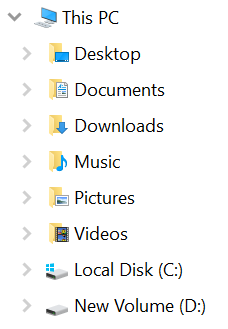 This PC
Desktop
Documents
Downloads
Music
Pictures
Videos
Local Disk (C:)
New Volume (D:)